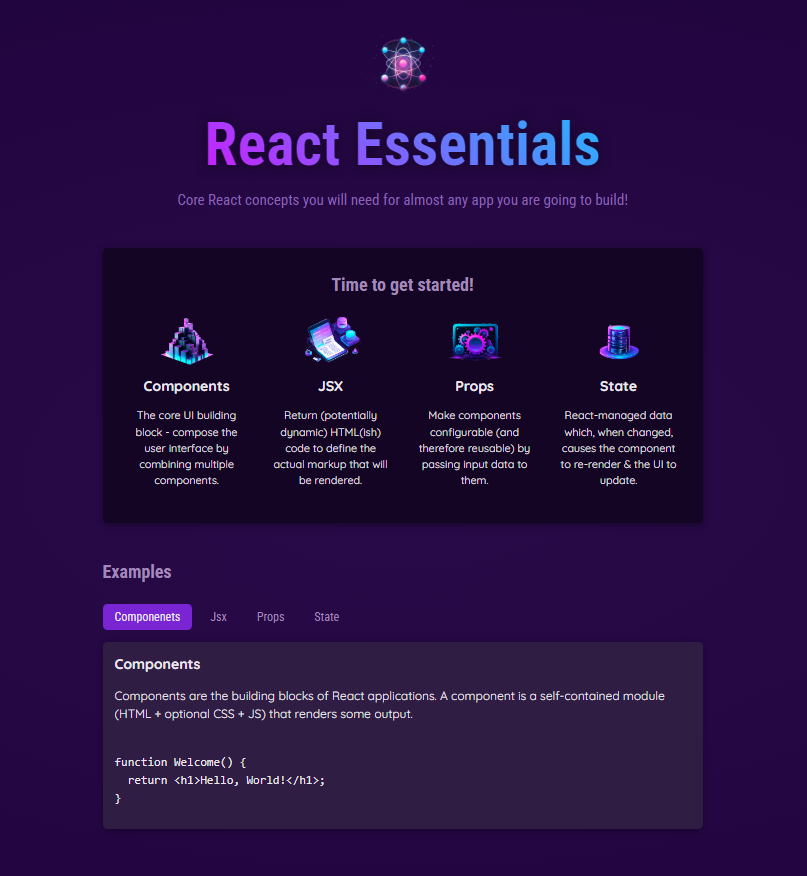 React Essentials
Core React concepts you will need for almost any app you are going to build!
Time to get started!
Components
The core UI building
block - compose the
user interface by
combining multiple
components.
JSX
Return (potentially
dynamic) HTML(ish)
code to define the
actual markup that will
be rendered.
Props
Make components
configurable (and
therefore reusable) by
passing input data to
them.
State
React-managed data
which, when changed,
causes the component
to re-render & the UI to
update.
Examples
Componenets Jsx Props State
Components
Components are the building blocks of React applications. A component is a self-contained module
(HTML + optional CSS + JS) that renders some output.
function Welcome() {
  return <h1>Hello, World!</h1>;
}